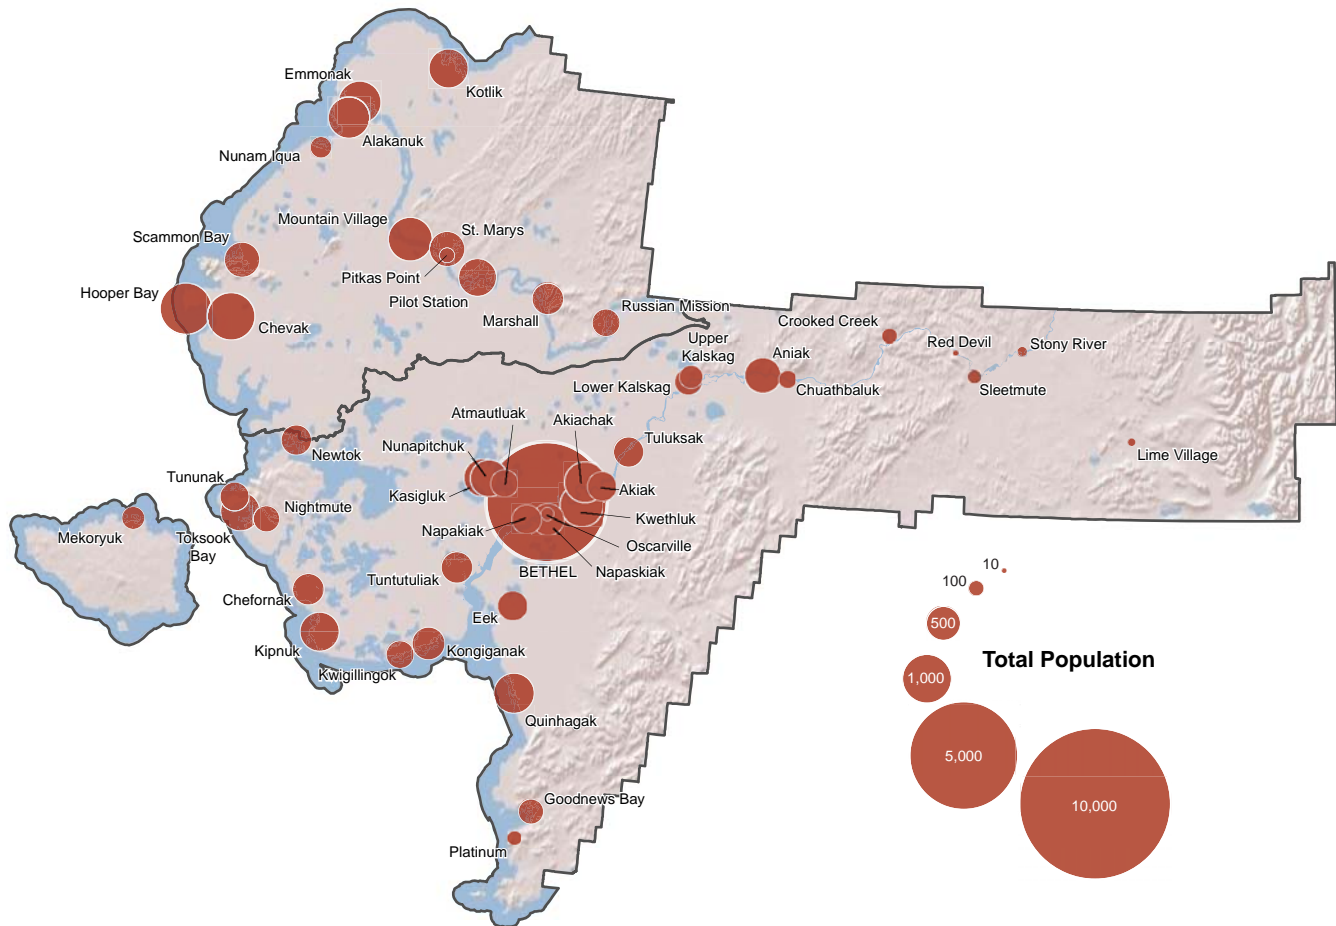 Emmonak
Kotlik
Alakanuk
Nunam Iqua
Mountain Village
St. Marys
Scammon Bay
Pitkas Point
Hooper Bay
Pilot Station
Chevak
Marshall
Russian Mission
Crooked Creek
Upper
Kalskag
Aniak
Red Devil
Stony River
Lower Kalskag
Chuathbaluk
Sleetmute
Atmautluak
Akiachak
Nunapitchuk
Tuluksak
Newtok
Lime Village
Tununak
Kasigluk
Akiak
Nightmute
Kwethluk
Mekoryuk
Toksook
Bay
Napakiak
Oscarville
BETHEL
Napaskiak
Tuntutuliak
Chefornak
Eek
Kipnuk
Kongiganak
Kwigillingok
Quinhagak
Goodnews Bay
Platinum
10
100
500
Total Population
1,000
5,000
10,000